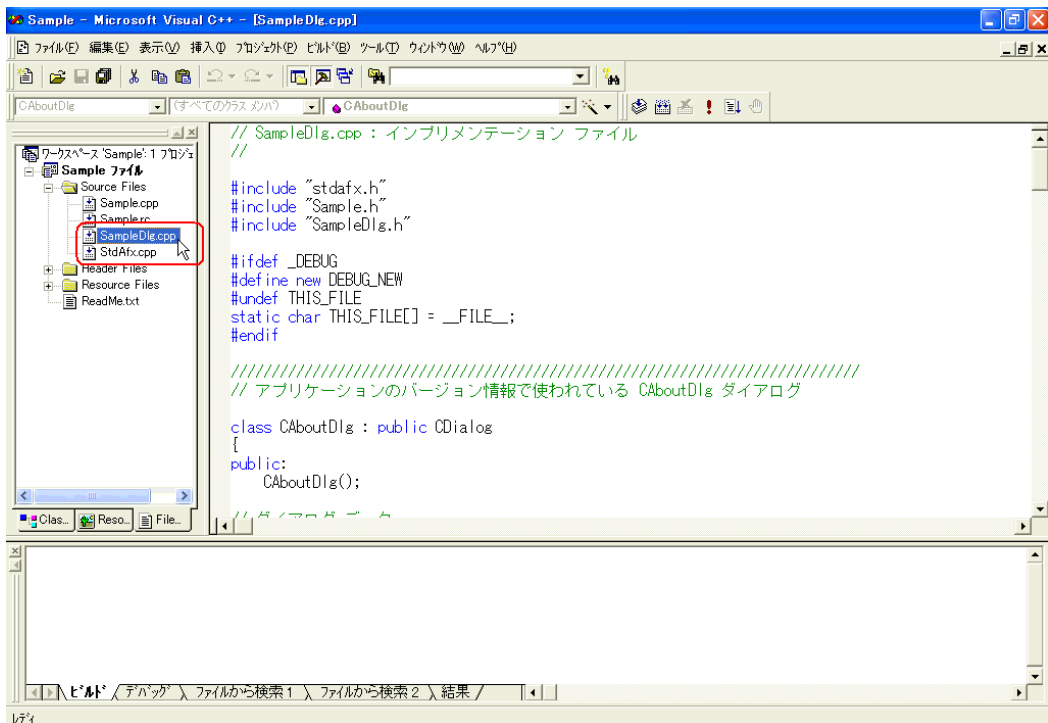 Sample - Microsoft Visual C++ - [SampleDlg.cpp]
ファイル(F) 編集(E) 表示(V) 挿入(I) プロジェクト(P) ビルド(B) ツール(T) ウィンドウ(W) ヘルプ(H)
CAboutDlg (すべてのクラス メンバ) CAboutDlg
ワークスペース 'Sample': 1 プロジェ
Sample ファイル
Source Files
Sample.cpp
Sample.rc
SampleDlg.cpp
StdAfx.cpp
Header Files
Resource Files
ReadMe.txt
Clas... Reso... File...
// SampleDlg.cpp : インプリメンテーション ファイル
//
#include "stdafx.h"
#include "Sample.h"
#include "SampleDlg.h"
#ifdef _DEBUG
#define new DEBUG_NEW
#undef THIS_FILE
static char THIS_FILE[] = __FILE__;
#endif
/////////////////////////////////////////////////////////////////////////////
// アプリケーションのバージョン情報で使われている CAboutDlg ダイアログ
class CAboutDlg : public CDialog
{
public:
CAboutDlg();
// ダイアログ データ
ビルド デバッグ ファイルから検索1 ファイルから検索2 結果
レディ